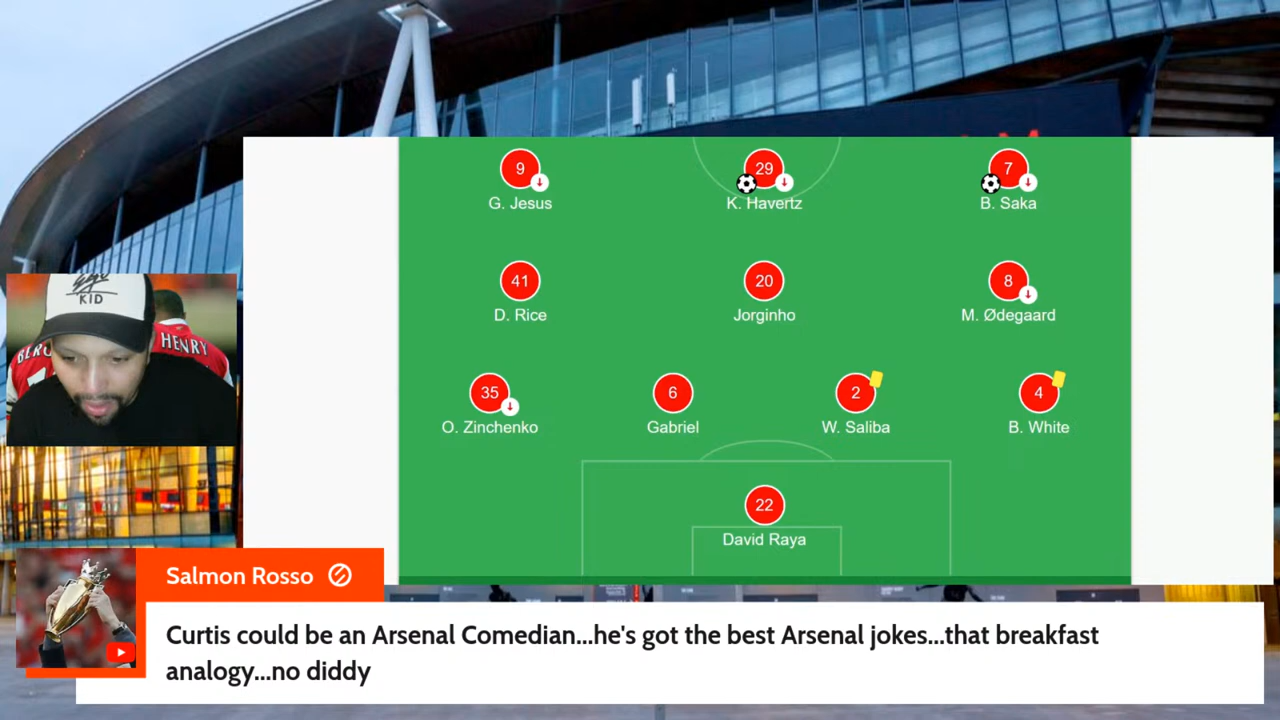 9
29
7
G. Jesus
K. Havertz
B. Saka
41
20
8
D. Rice
Jorginho
M. Ødegaard
35
6
2
4
O. Zinchenko
Gabriel
W. Saliba
B. White
22
David Raya
KID
HENRY
Salmon Rosso
Curtis could be an Arsenal Comedian...he's got the best Arsenal jokes...that breakfast
analogy...no diddy